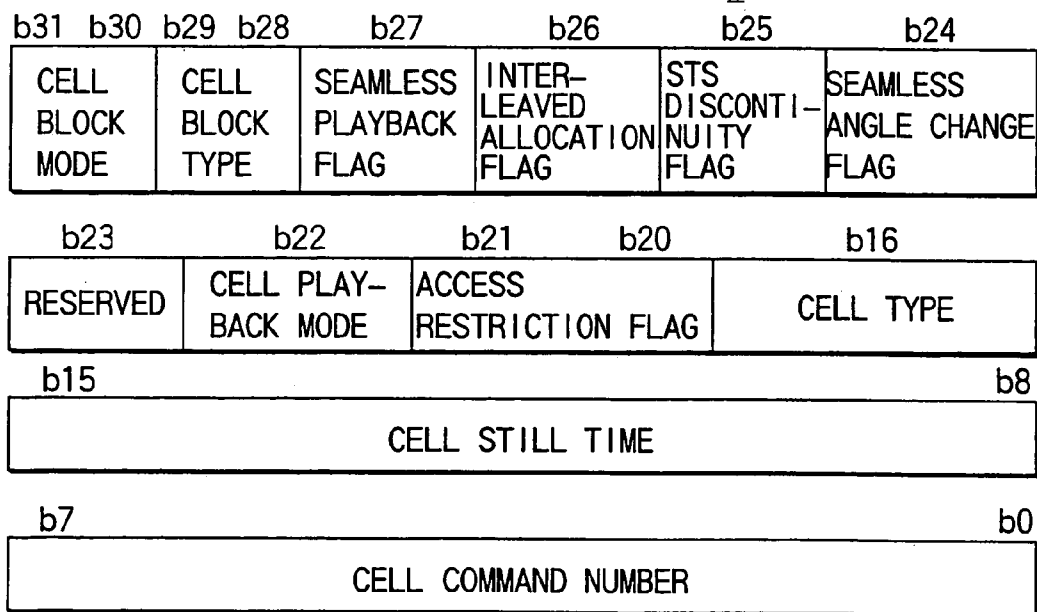 b31 b30 b29 b28 b27 b26 b25 b24
CELL BLOCK MODE
CELL BLOCK TYPE
SEAMLESS PLAYBACK FLAG
INTER-
LEAVED
ALLOCATION
FLAG
STS
DISCONTI-
NUITY
FLAG
SEAMLESS
ANGLE CHANGE
FLAG
b23 b22 b21 b20 b16
RESERVED
CELL PLAY-
BACK MODE
ACCESS
RESTRICTION FLAG
CELL TYPE
b15 b8
CELL STILL TIME
b7 b0
CELL COMMAND NUMBER